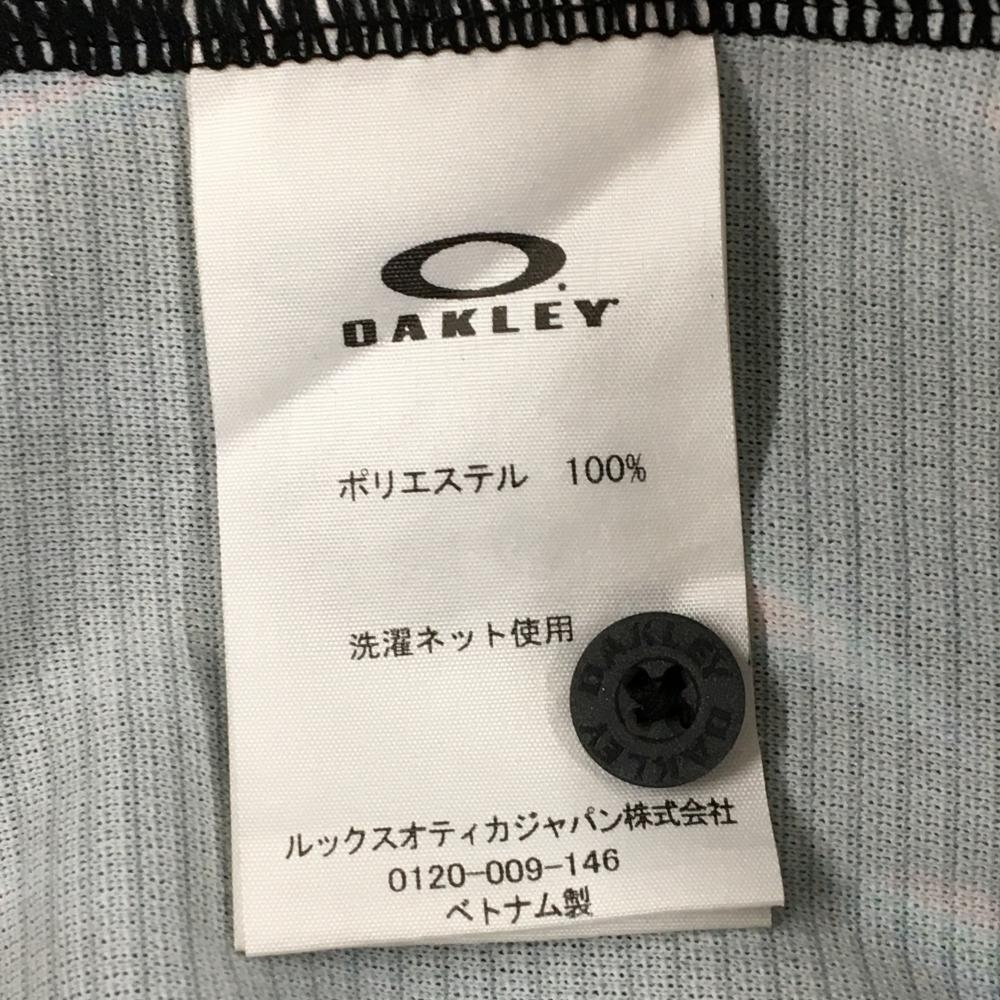 OAKLEY
ポリエステル 100%
洗濯ネット使用
OAKLEY OAKLEY
ルックスオティカジャパン株式会社
0120-009-146
ベトナム製